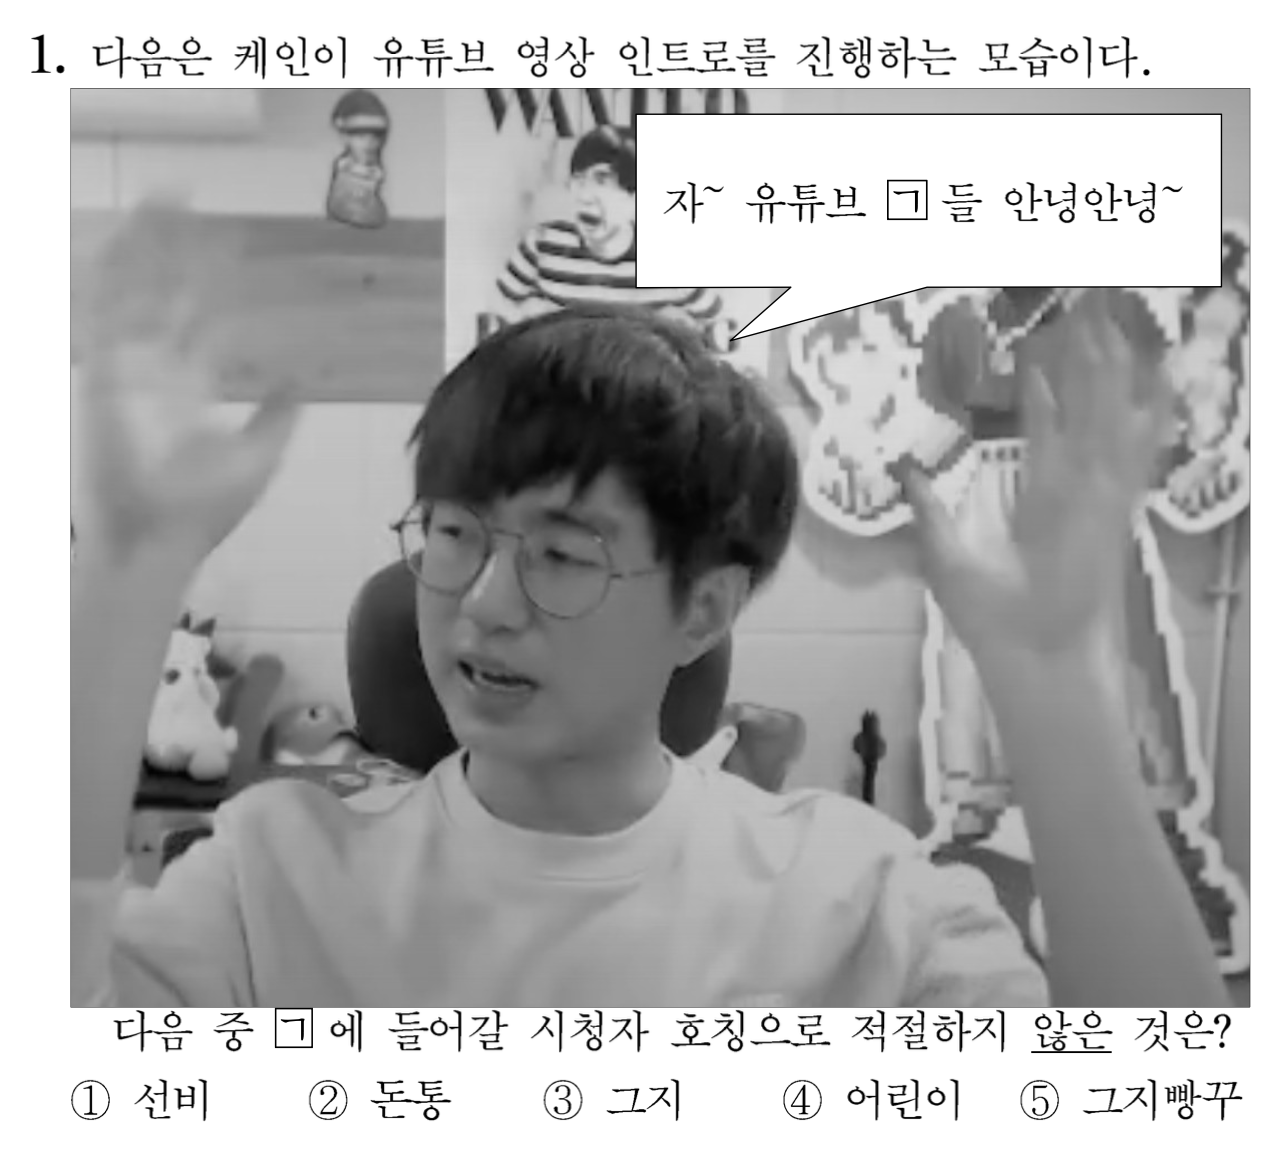 1. 다음은 케인이 유튜브 영상 인트로를 진행하는 모습이다.
WANTED
자~ 유튜브 ㄱ 들 안녕안녕~
다음 중 ㄱ 에 들어갈 시청자 호칭으로 적절하지 않은 것은?
① 선비 ② 돈통 ③ 그지 ④ 어린이 ⑤ 그지빵꾸